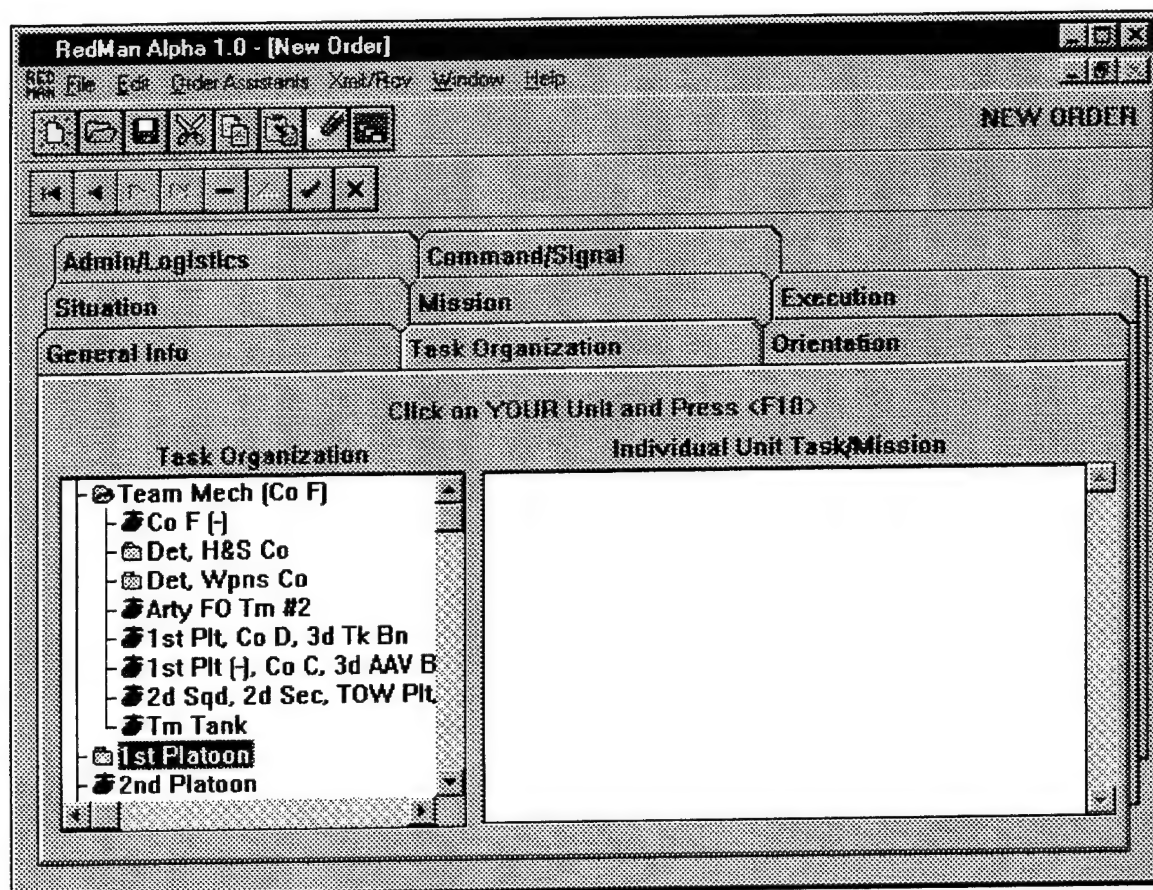 RedMan Alpha 1.0 - [New Order]
RED MAN File Edit Order Assistants Xmit/Rcv Window Help
NEW ORDER
Admin/Logistics Command/Signal
Situation Mission Execution
General Info Task Organization Orientation
Click on YOUR Unit and Press <F10>
Task Organization Individual Unit Task/Mission
Team Mech (Co F)
Co F (-)
Det, H&S Co
Det, Wpns Co
Arty FO Tm #2
1st Plt, Co D, 3d Tk Bn
1st Plt (-), Co C, 3d AAV B
2d Sqd, 2d Sec, TOW Plt,
Tm Tank
1st Platoon
2nd Platoon